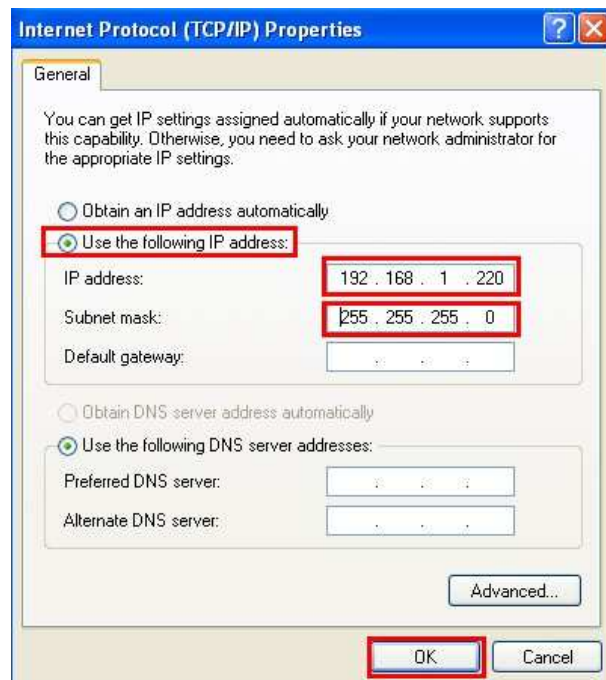 Internet Protocol (TCP/IP) Properties
General
You can get IP settings assigned automatically if your network supports
this capability. Otherwise, you need to ask your network administrator for
the appropriate IP settings.
Obtain an IP address automatically
Use the following IP address:
IP address: 192 . 168 . 1 . 220
Subnet mask: 255 . 255 . 255 . 0
Default gateway: . . .
Obtain DNS server address automatically
Use the following DNS server addresses:
Preferred DNS server: . . .
Alternate DNS server: . . .
Advanced...
OK Cancel